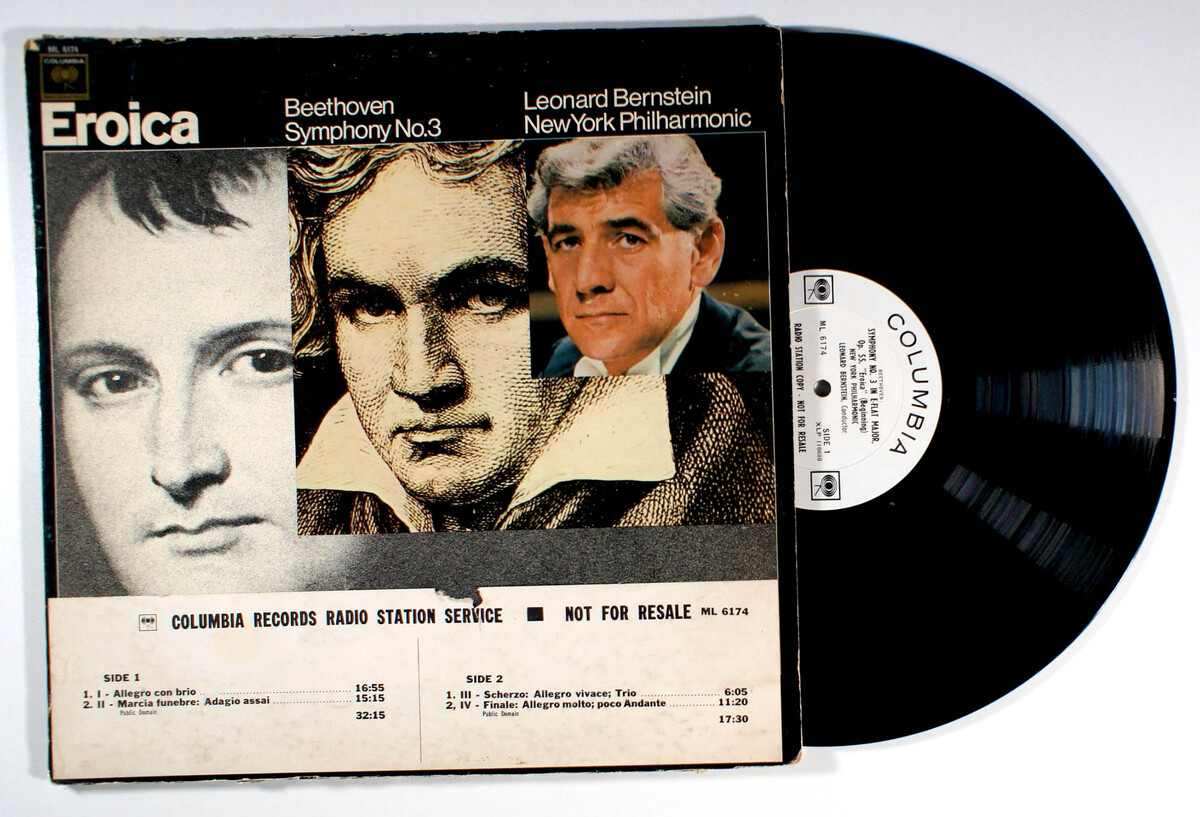 ML 6174
COLUMBIA
Eroica
Beethoven
Symphony No.3
Leonard Bernstein
New York Philharmonic
COLUMBIA RECORDS RADIO STATION SERVICE ■ NOT FOR RESALE ML 6174
SIDE 1
1. I - Allegro con brio 16:55
2. II - Marcia funebre: Adagio assai 15:15
Public Domain
32:15
SIDE 2
1. III - Scherzo: Allegro vivace; Trio 6:05
2, IV - Finale: Allegro molto; poco Andante 11:20
Public Domain
17:30
COLUMBIA
BEETHOVEN:
SYMPHONY NO. 3 IN E-FLAT MAJOR,
Op. 55, "Eroica" (Beginning)
NEW YORK PHILHARMONIC
LEONARD BERNSTEIN, Conductor
ML 6174
SIDE 1
XLP 110680
RADIO STATION COPY - NOT FOR RESALE